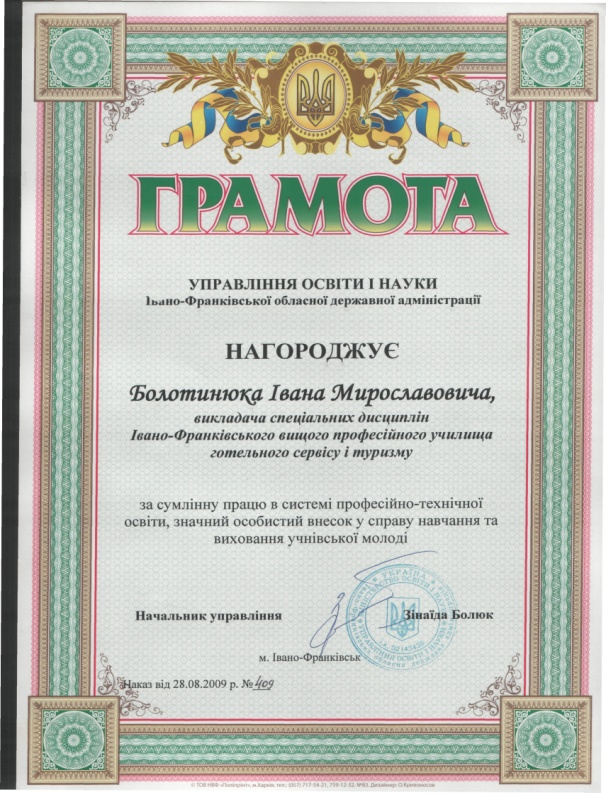 ГРАМОТА
УПРАВЛІННЯ ОСВІТИ І НАУКИ
Івано-Франківської обласної державної адміністрації
НАГОРОДЖУЄ
Болотинюка Івана Мирославовича,
викладача спеціальних дисциплін
Івано-Франківського вищого професійного училища
готельного сервісу і туризму
за сумлінну працю в системі професійно-технічної
освіти, значний особистий внесок у справу навчання та
виховання учнівської молоді
УКРАЇНА
Начальник управління Зінаїда Болюк
м. Івано-Франківськ
Наказ від 28.08.2009 р. № 409